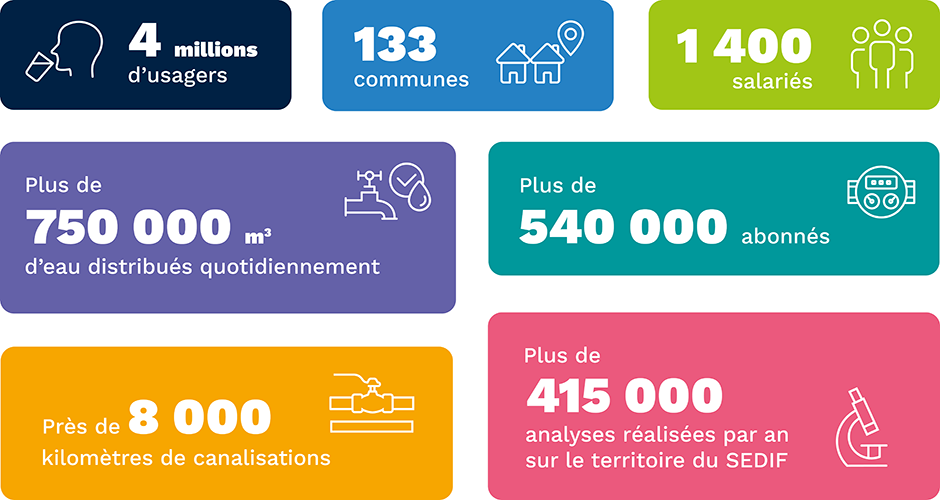 4 millions
d’usagers
133
communes
1 400
salariés
Plus de
750 000 m³
d’eau distribués quotidiennement
Plus de
540 000 abonnés
Près de 8 000
kilomètres de canalisations
Plus de
415 000
analyses réalisées par an
sur le territoire du SEDIF